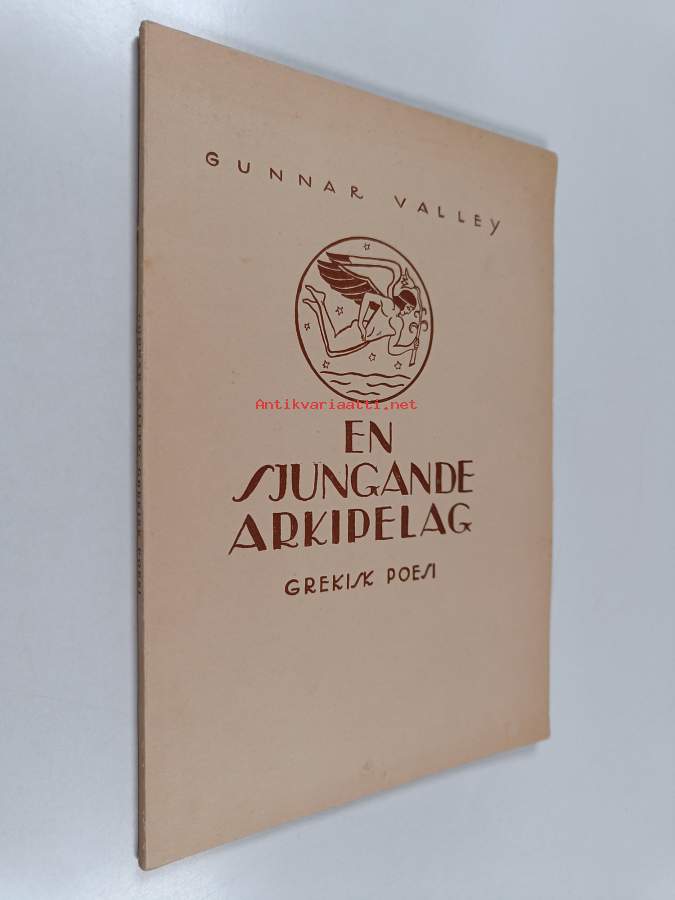 GUNNAR VALLEY
Antikvariaatti.net
EN
SJUNGANDE
ARKIPELAG
GREKISK POESI